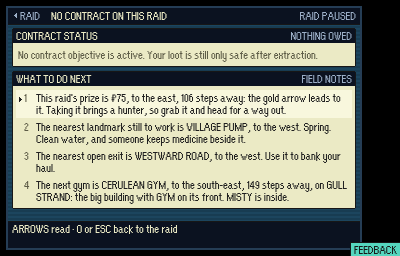 RAID NO CONTRACT ON THIS RAID RAID PAUSED
CONTRACT STATUS NOTHING OWED
No contract objective is active. Your loot is still only safe after extraction.
WHAT TO DO NEXT FIELD NOTES
1 This raid's prize is ₽75, to the east, 106 steps away: the gold arrow leads to
it. Taking it brings a hunter, so grab it and head for a way out.
2 The nearest landmark still to work is VILLAGE PUMP, to the west. Spring.
Clean water, and someone keeps medicine beside it.
3 The nearest open exit is WESTWARD ROAD, to the west. Use it to bank your
haul.
4 The next gym is CERULEAN GYM, to the south-east, 149 steps away, on GULL
STRAND: the big building with GYM on its front. MISTY is inside.
ARROWS read · O or ESC back to the raid
FEEDBACK